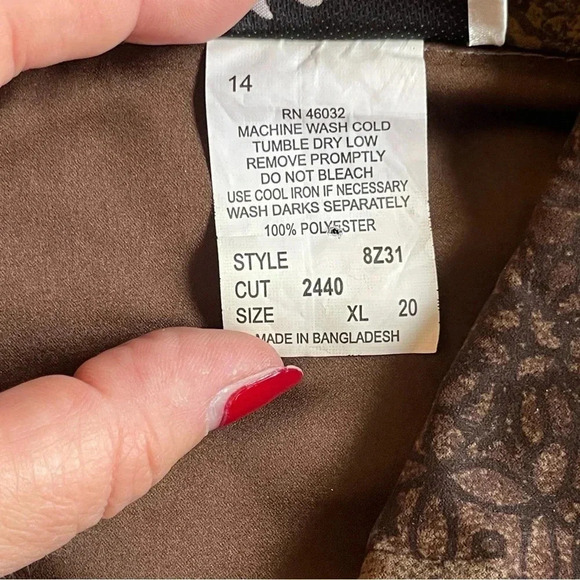 14
RN 46032
MACHINE WASH COLD
TUMBLE DRY LOW
REMOVE PROMPTLY
DO NOT BLEACH
USE COOL IRON IF NECESSARY
WASH DARKS SEPARATELY
100% POLYESTER
STYLE 8Z31
CUT 2440
SIZE XL 20
MADE IN BANGLADESH